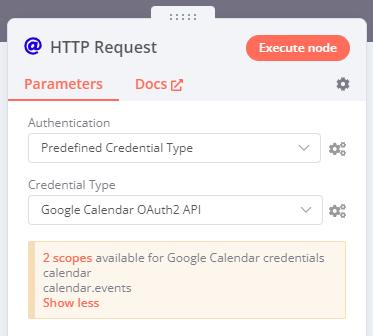 HTTP Request
Execute node
Parameters
Docs
Authentication
Predefined Credential Type
Credential Type
Google Calendar OAuth2 API
2 scopes available for Google Calendar credentials
calendar
calendar.events
Show less